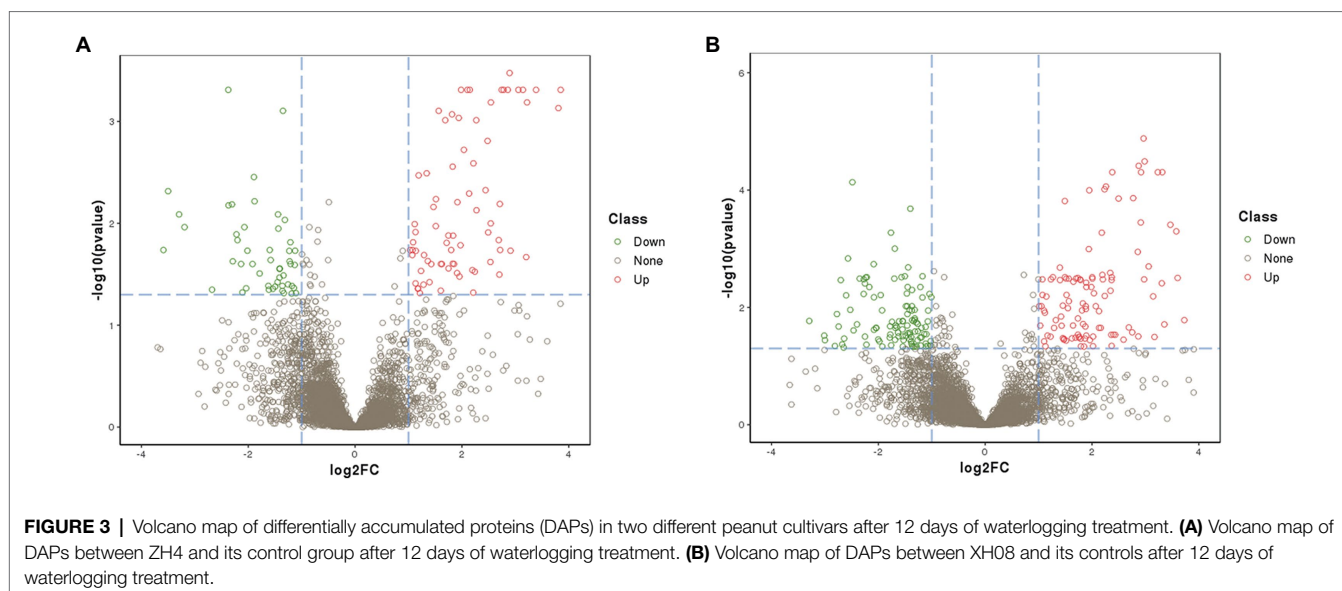 A
B
-log10(pvalue)
3
2
1
0
-4
-2
0
2
4
log2FC
Class
Down
None
Up
-log10(pvalue)
6
4
2
0
-4
-2
0
2
4
log2FC
Class
Down
None
Up
FIGURE 3 | Volcano map of differentially accumulated proteins (DAPs) in two different peanut cultivars after 12 days of waterlogging treatment. (A) Volcano map of
DAPs between ZH4 and its control group after 12 days of waterlogging treatment. (B) Volcano map of DAPs between XH08 and its controls after 12 days of
waterlogging treatment.